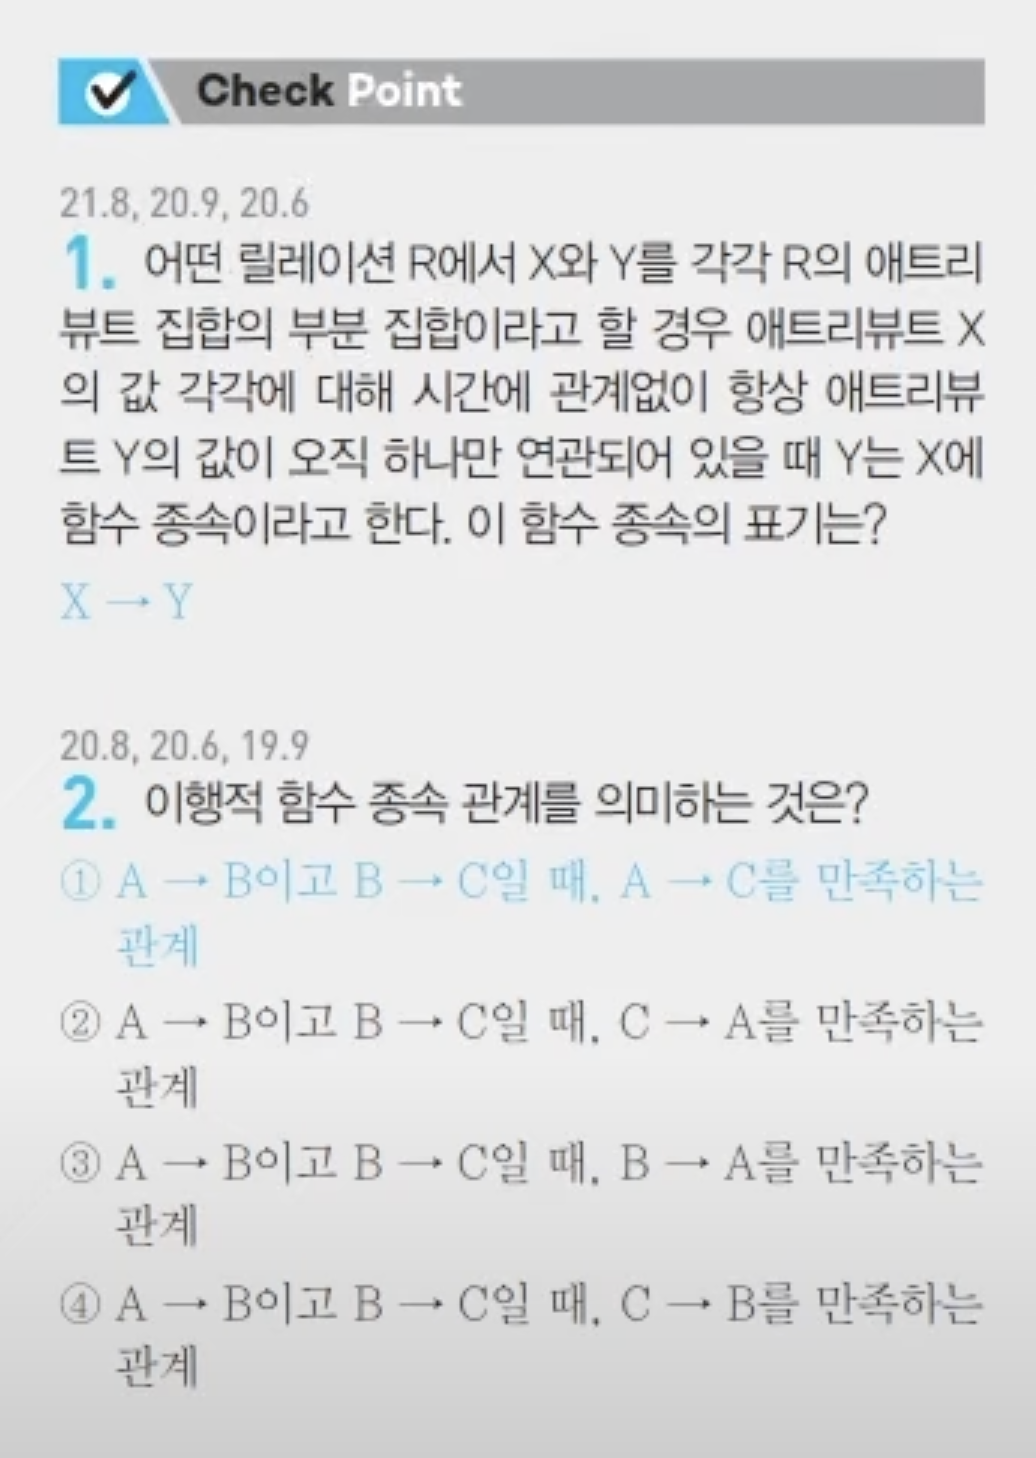 Check Point
21.8, 20.9, 20.6
1. 어떤 릴레이션 R에서 X와 Y를 각각 R의 애트리
뷰트 집합의 부분 집합이라고 할 경우 애트리뷰트 X
의 값 각각에 대해 시간에 관계없이 항상 애트리뷰
트 Y의 값이 오직 하나만 연관되어 있을 때 Y는 X에
함수 종속이라고 한다. 이 함수 종속의 표기는?
X → Y
20.8, 20.6, 19.9
2. 이행적 함수 종속 관계를 의미하는 것은?
① A → B이고 B → C일 때, A → C를 만족하는
관계
② A → B이고 B → C일 때, C → A를 만족하는
관계
③ A → B이고 B → C일 때, B → A를 만족하는
관계
④ A → B이고 B → C일 때, C → B를 만족하는
관계